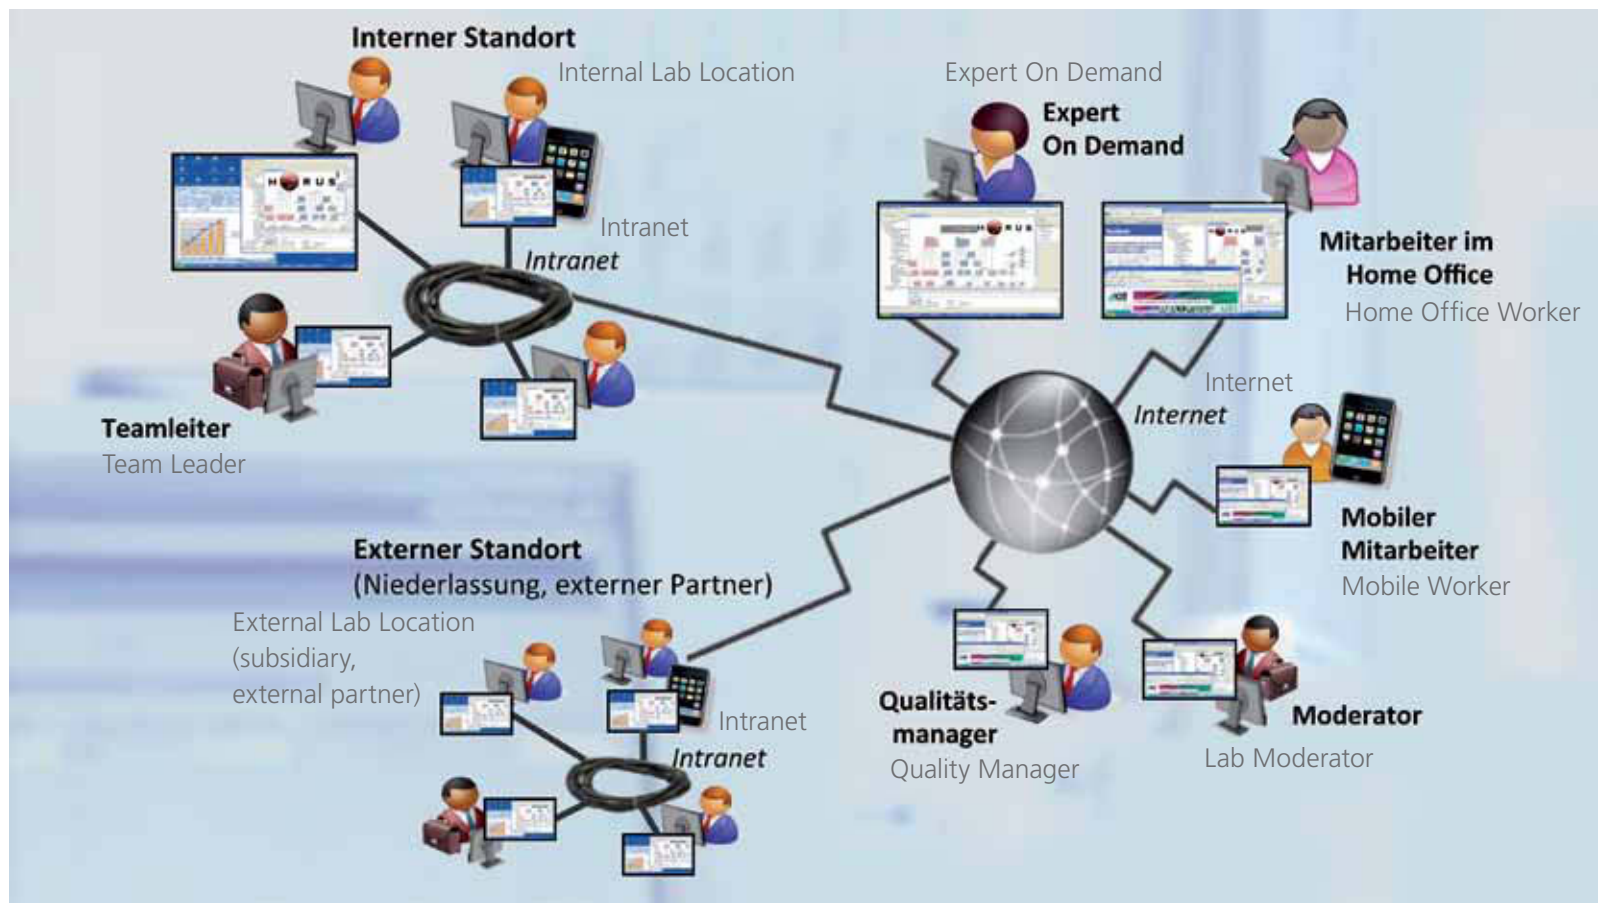 Interner Standort
Internal Lab Location
Intranet
Intranet
Teamleiter
Team Leader
Expert On Demand
Expert
On Demand
Mitarbeiter im
Home Office
Home Office Worker
Internet
Internet
Mobiler
Mitarbeiter
Mobile Worker
Externer Standort
(Niederlassung, externer Partner)
External Lab Location
(subsidiary,
external partner)
Intranet
Intranet
Qualitäts-
manager
Quality Manager
Moderator
Lab Moderator
HORUS
HORUS